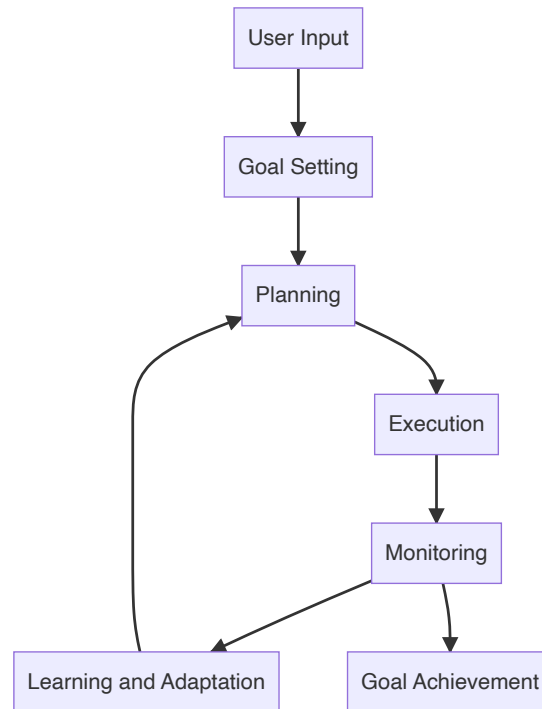 User Input
Goal Setting
Planning
Execution
Monitoring
Learning and Adaptation
Goal Achievement